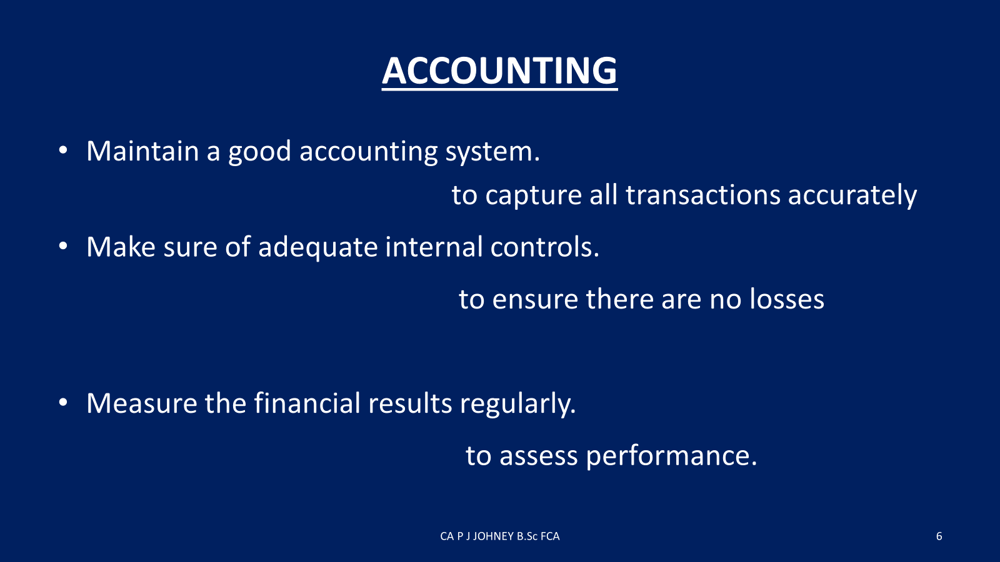 ACCOUNTING
• Maintain a good accounting system.
to capture all transactions accurately
• Make sure of adequate internal controls.
to ensure there are no losses
• Measure the financial results regularly.
to assess performance.
CA P J JOHNEY B.Sc FCA
6